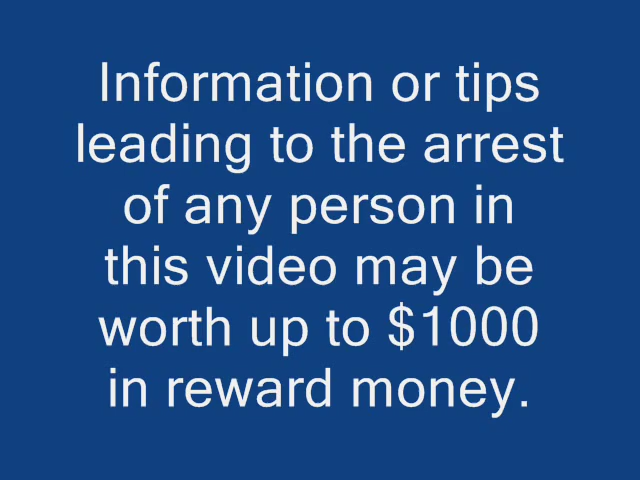 Information or tips
leading to the arrest
of any person in
this video may be
worth up to $1000
in reward money.